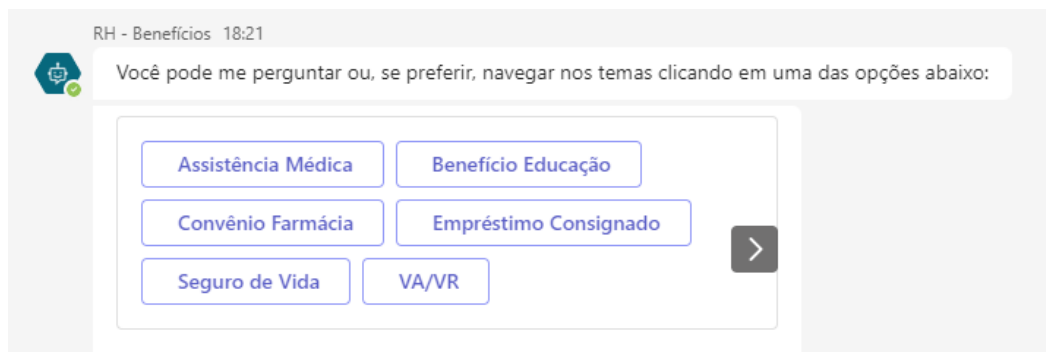 RH - Benefícios 18:21
Você pode me perguntar ou, se preferir, navegar nos temas clicando em uma das opções abaixo:
Assistência Médica Benefício Educação
Convênio Farmácia Empréstimo Consignado
Seguro de Vida VA/VR